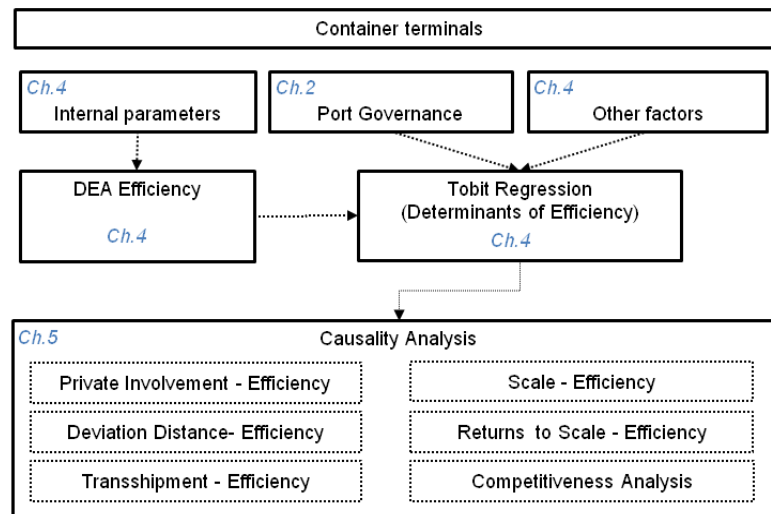 Container terminals
Ch.4
Internal parameters
Ch.2
Port Governance
Ch.4
Other factors
DEA Efficiency
Ch.4
Tobit Regression
(Determinants of Efficiency)
Ch.4
Ch.5
Causality Analysis
Private Involvement - Efficiency
Scale - Efficiency
Deviation Distance- Efficiency
Returns to Scale - Efficiency
Transshipment - Efficiency
Competitiveness Analysis